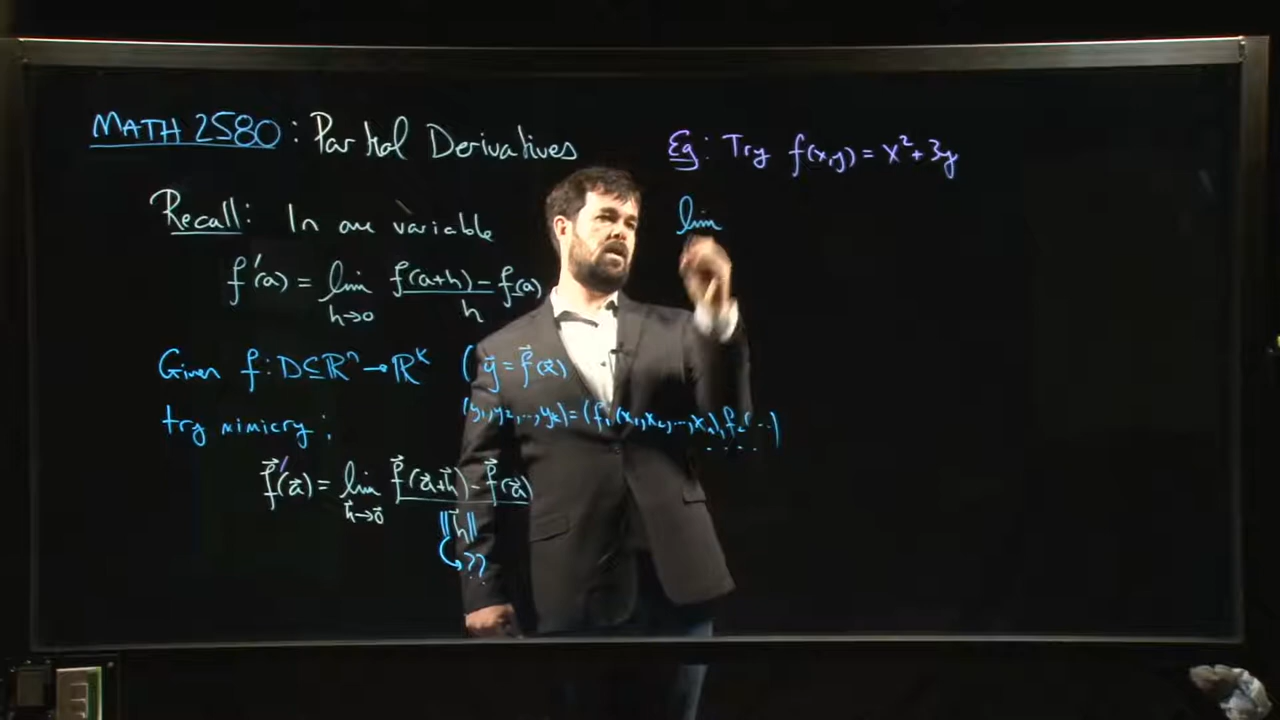 MATH 2580: Partial Derivatives
Recall: In one variable
f'(a) = lim h→0 f(a+h) - f(a) / h
Given f: D⊆ℝⁿ→ℝᵏ (y⃗ = f⃗(x⃗)
(y₁, y₂, ..., yₖ) = (f₁(x₁, x₂, ..., xₙ), f₂(...)
....
try mimicry:
f⃗'(a⃗) = lim h⃗→0⃗ f⃗(a⃗+h⃗) - f⃗(a⃗) / ‖h⃗‖
??
Eg: Try f(x,y) = x² + 3y
lim